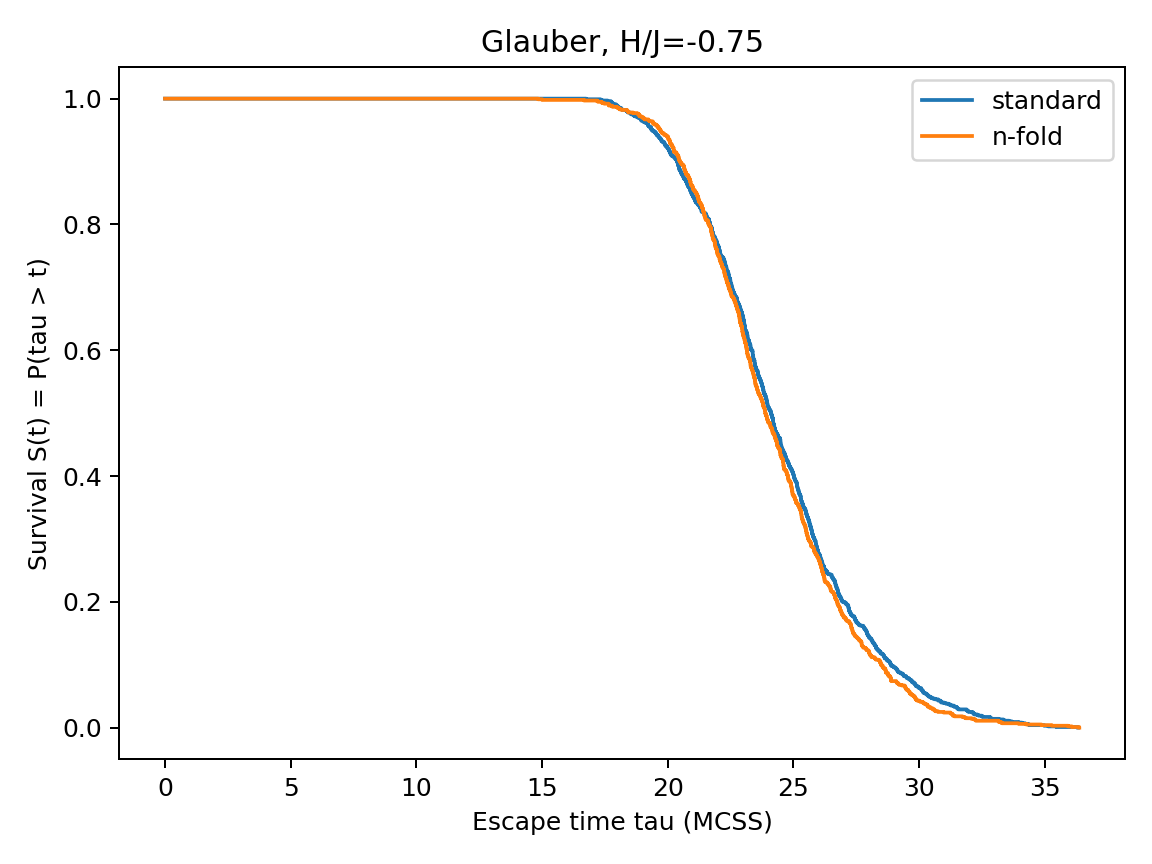 Glauber, H/J=-0.75
standard
n-fold
1.0
0.8
0.6
0.4
0.2
0.0
Survival S(t) = P(tau > t)
0 5 10 15 20 25 30 35
Escape time tau (MCSS)